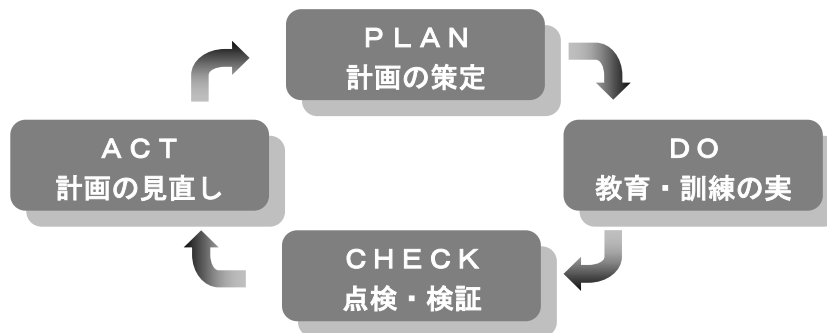 ＰＬＡＮ
計画の策定
ＡＣＴ
計画の見直し
ＤＯ
教育・訓練の実
ＣＨＥＣＫ
点検・検証